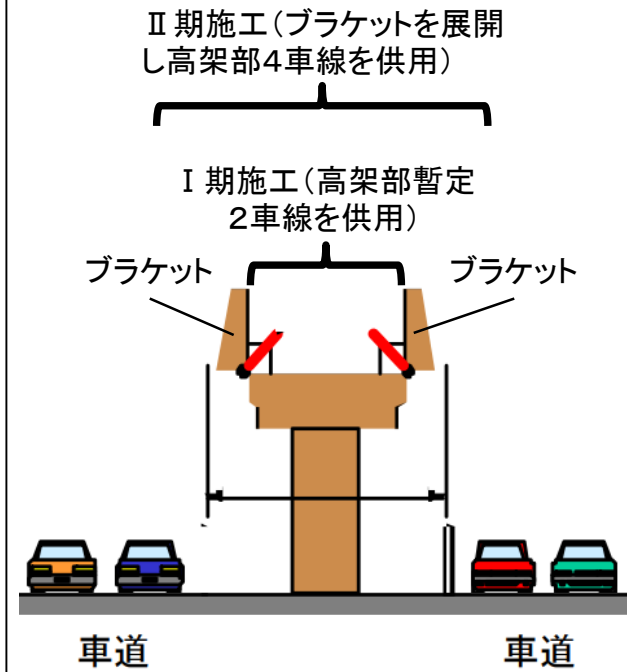 Ⅱ期施工(ブラケットを展開
し高架部4車線を供用)
Ⅰ期施工(高架部暫定
2車線を供用)
ブラケット
ブラケット
車道
車道